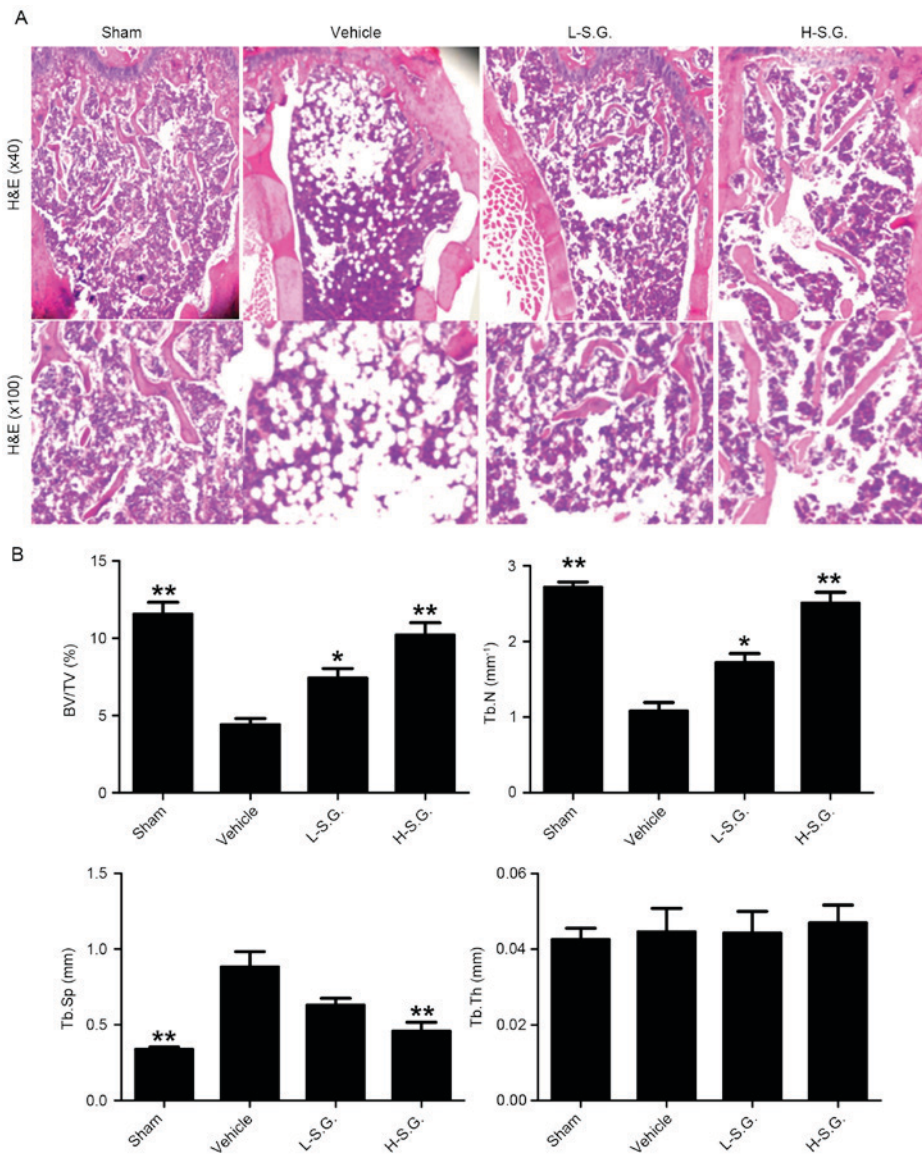 A
Sham Vehicle L-S.G. H-S.G.
H&E (x40)
H&E (x100)
B
BV/TV (%)
15
10
5
0
** * **
Sham Vehicle L-S.G. H-S.G.
Tb.N (mm⁻¹)
3
2
1
0
** * **
Sham Vehicle L-S.G. H-S.G.
Tb.Sp (mm)
1.5
1.0
0.5
0.0
** **
Sham Vehicle L-S.G. H-S.G.
Tb.Th (mm)
0.06
0.04
0.02
0.00
Sham Vehicle L-S.G. H-S.G.